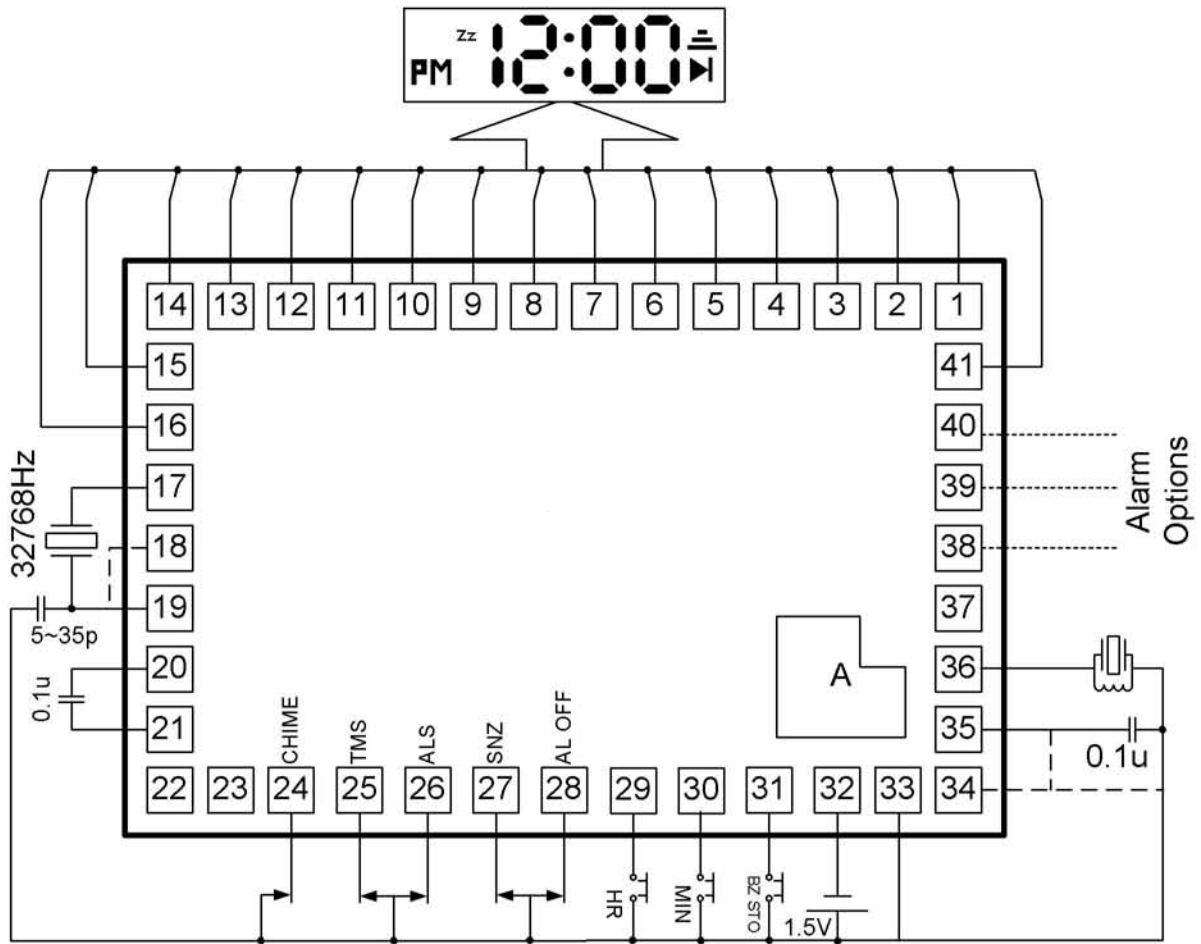 Zz 12:00
PM
14 13 12 11 10 9 8 7 6 5 4 3 2 1
15 41
16 40
17 39
18 38
19 37
20 36
21 35
22 23 24 25 26 27 28 29 30 31 32 33 34
32768Hz
5~35p
0.1u
CHIME
TMS
ALS
SNZ
AL OFF
A
Alarm
Options
0.1u
HR
MIN
BZ STO
1.5V